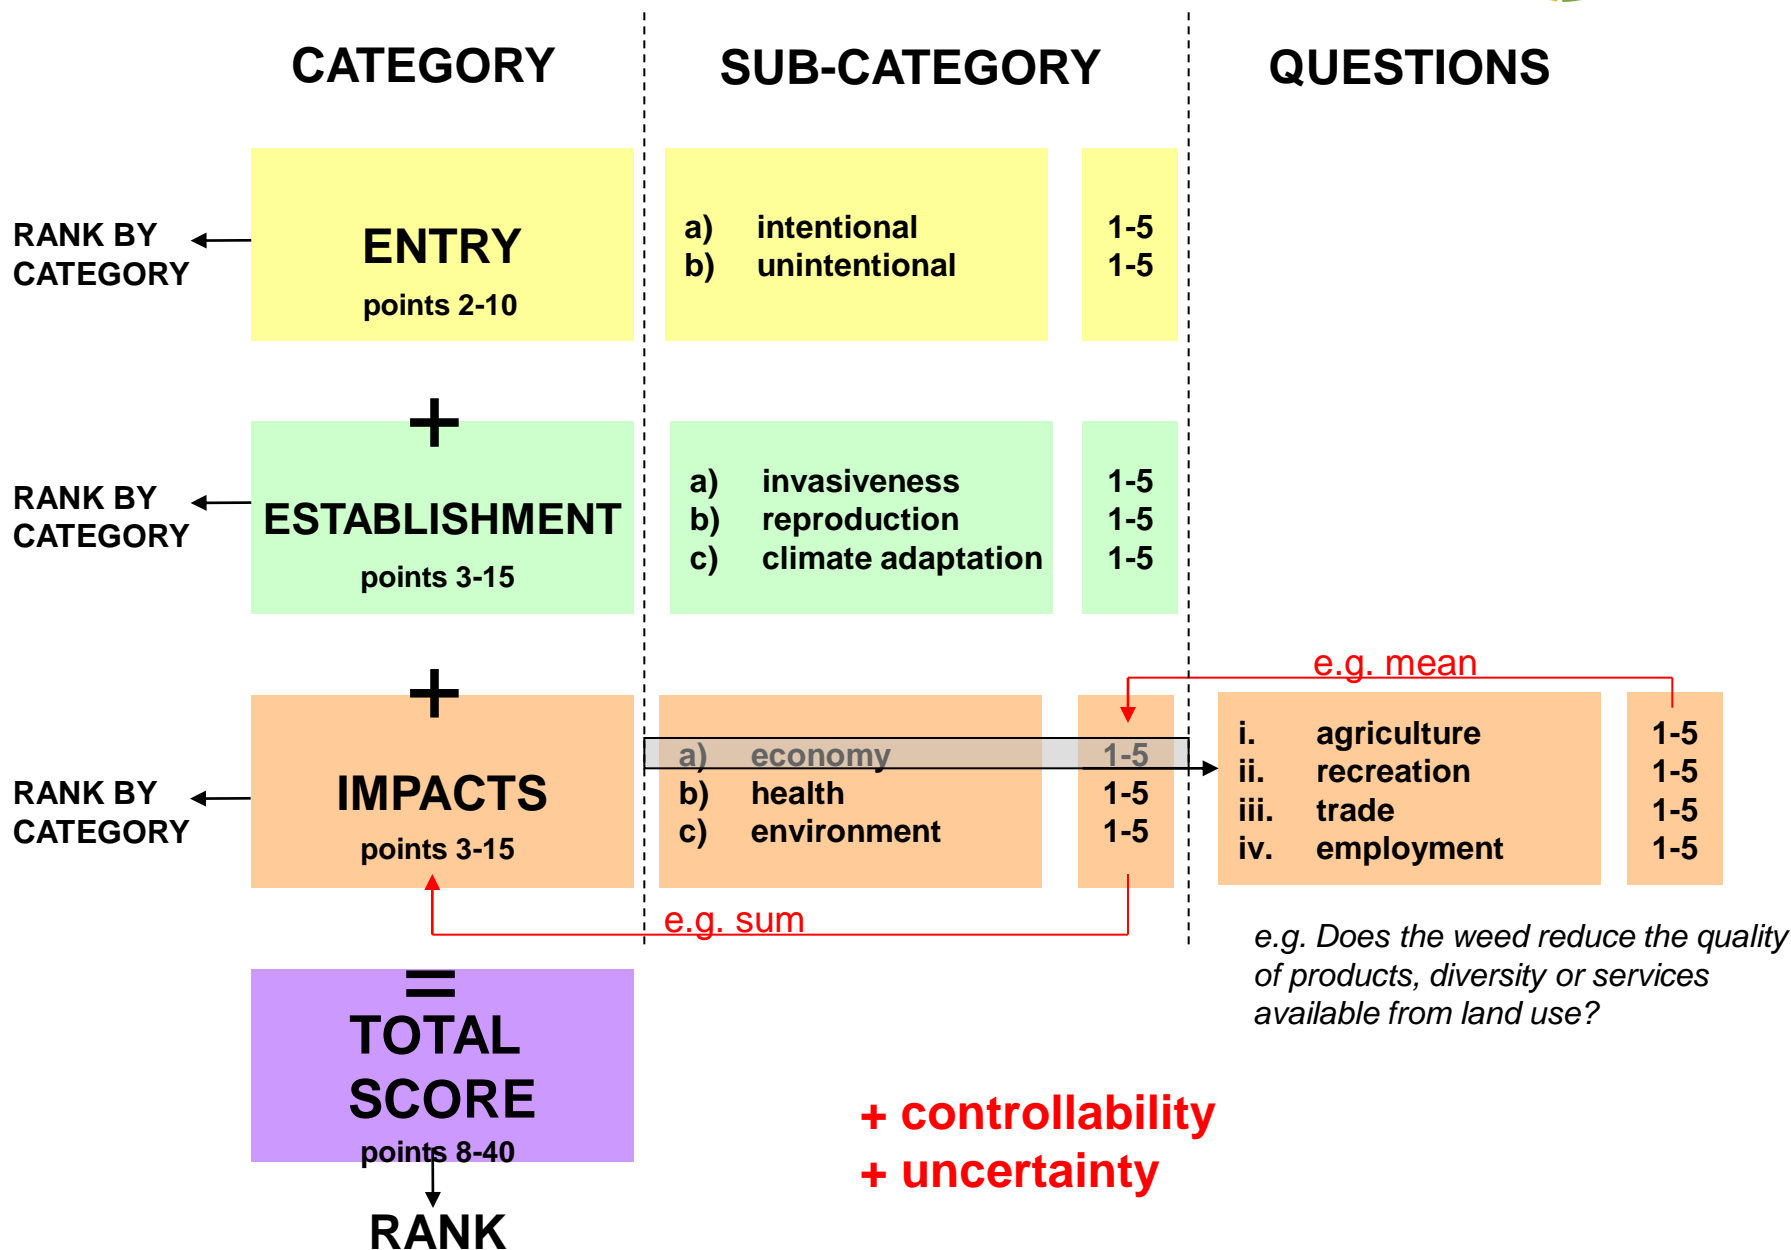 CATEGORY SUB-CATEGORY QUESTIONS
RANK BY
CATEGORY
ENTRY
points 2-10
a) intentional 1-5
b) unintentional 1-5
+
RANK BY
CATEGORY
ESTABLISHMENT
points 3-15
a) invasiveness 1-5
b) reproduction 1-5
c) climate adaptation 1-5
+
e.g. mean
RANK BY
CATEGORY
IMPACTS
points 3-15
a) economy 1-5
b) health 1-5
c) environment 1-5
i. agriculture 1-5
ii. recreation 1-5
iii. trade 1-5
iv. employment 1-5
e.g. sum
e.g. Does the weed reduce the quality
of products, diversity or services
available from land use?
=
TOTAL
SCORE
points 8-40
RANK
+ controllability
+ uncertainty